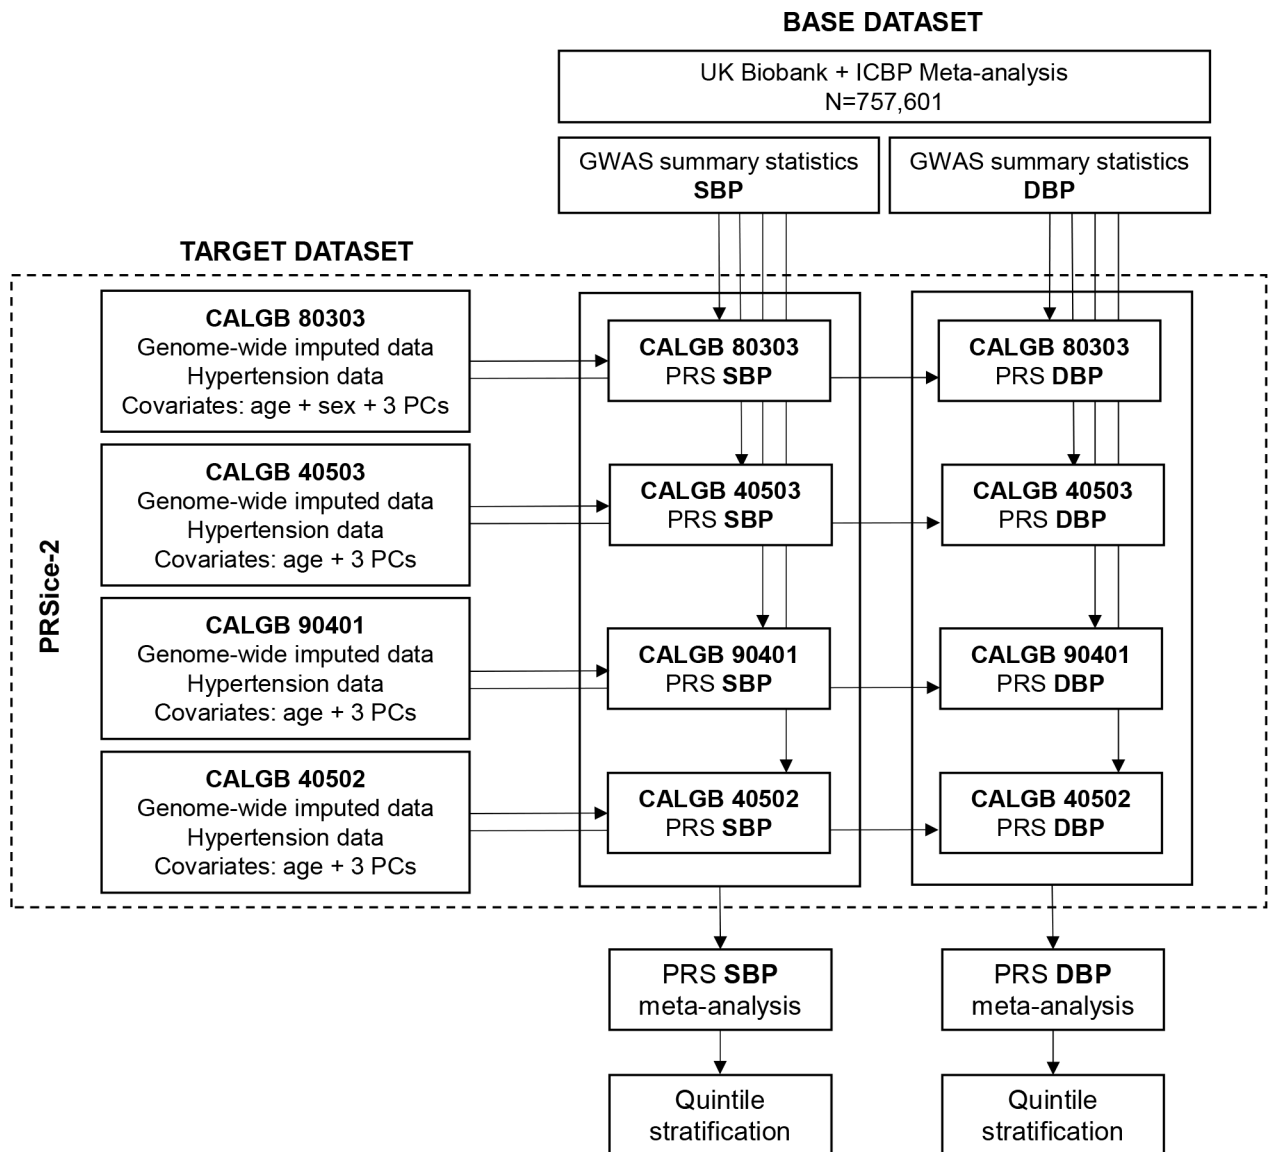 BASE DATASET
UK Biobank + ICBP Meta-analysis
N=757,601
GWAS summary statistics
SBP
GWAS summary statistics
DBP
TARGET DATASET
PRSice-2
CALGB 80303
Genome-wide imputed data
Hypertension data
Covariates: age + sex + 3 PCs
CALGB 80303
PRS SBP
CALGB 80303
PRS DBP
CALGB 40503
Genome-wide imputed data
Hypertension data
Covariates: age + 3 PCs
CALGB 40503
PRS SBP
CALGB 40503
PRS DBP
CALGB 90401
Genome-wide imputed data
Hypertension data
Covariates: age + 3 PCs
CALGB 90401
PRS SBP
CALGB 90401
PRS DBP
CALGB 40502
Genome-wide imputed data
Hypertension data
Covariates: age + 3 PCs
CALGB 40502
PRS SBP
CALGB 40502
PRS DBP
PRS SBP
meta-analysis
PRS DBP
meta-analysis
Quintile
stratification
Quintile
stratification